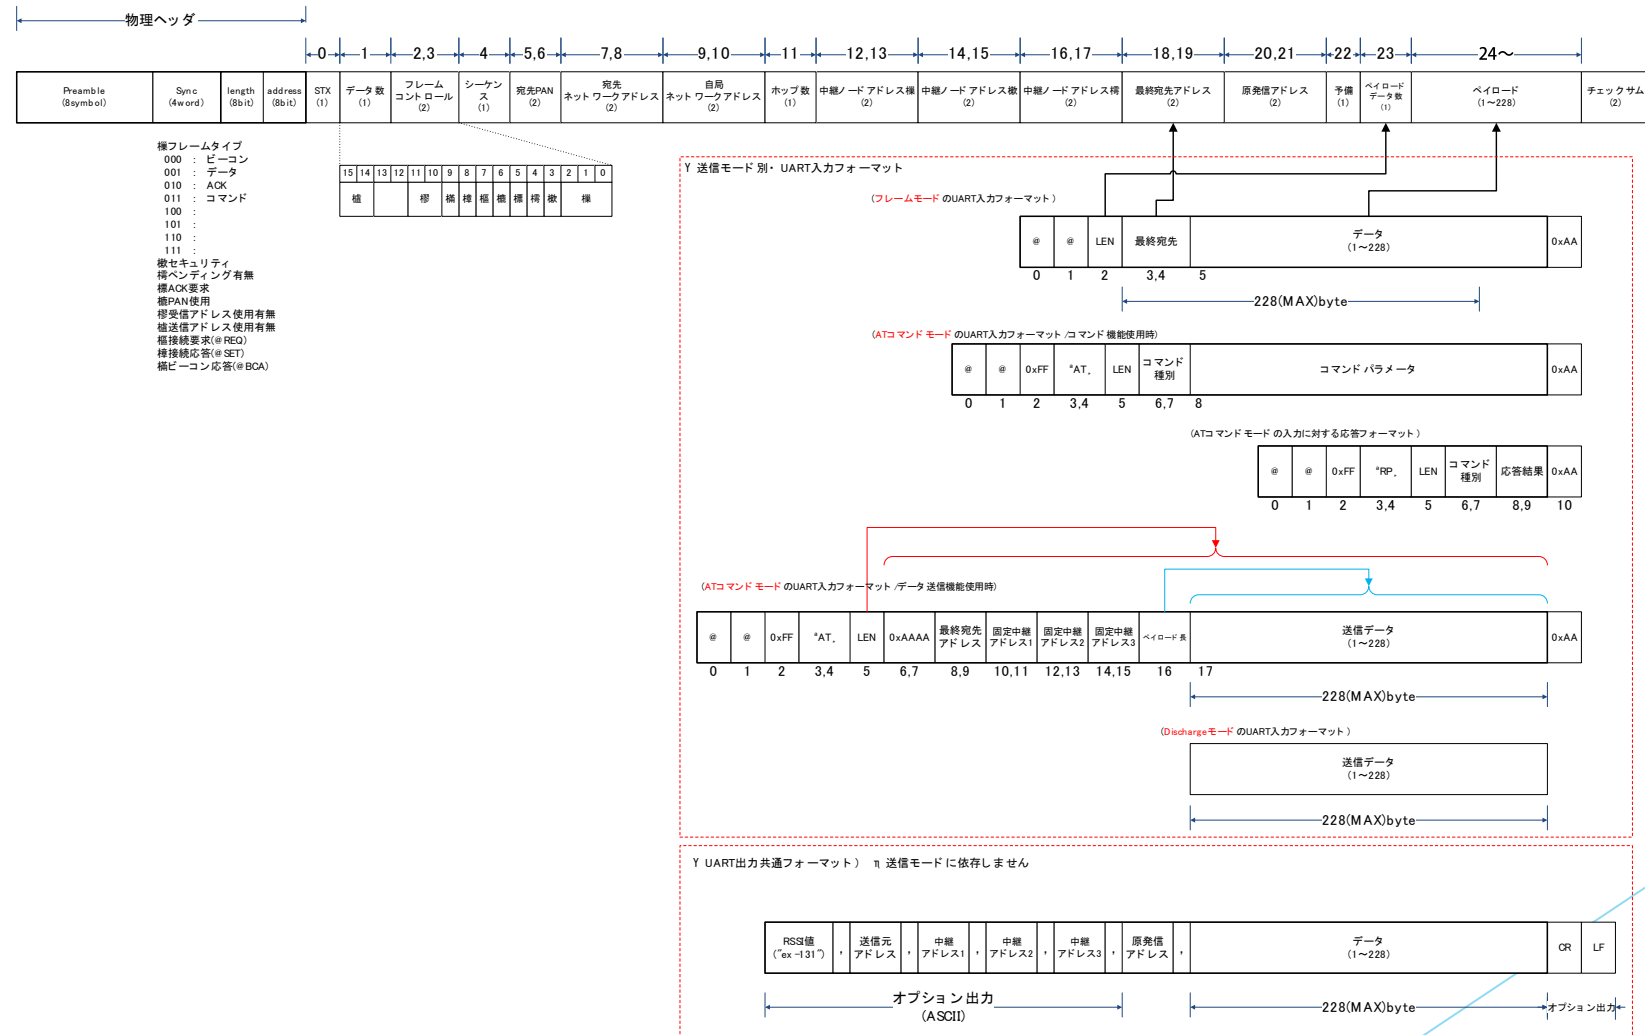 物理ヘッダ
0 1 2,3 4 5,6 7,8 9,10 11 12,13 14,15 16,17 18,19 20,21 22 23 24～
Preamble
(8symbol)
Sync
(4word)
length
(8bit)
address
(8bit)
STX
(1)
データ数
(1)
フレーム
コントロール
(2)
シーケン
ス
(1)
宛先PAN
(2)
宛先
ネットワークアドレス
(2)
自局
ネットワークアドレス
(2)
ホップ数
(1)
中継ノードアドレス樿
(2)
中継ノードアドレス橄
(2)
中継ノードアドレス樗
(2)
最終宛先アドレス
(2)
原発信アドレス
(2)
予備
(1)
ペイロード
データ数
(1)
ペイロード
(1～228)
チェックサム
(2)
樿フレームタイプ
000 : ビーコン
001 : データ
010 : ACK
011 : コマンド
100 :
101 :
110 :
111 :
橄セキュリティ
樗ペンディング有無
標ACK要求
樚PAN使用
樛受信アドレス使用有無
樝送信アドレス使用有無
樞接続要求(@REQ)
樟接続応答(@SET)
樠ビーコン応答(@BCA)
15 14 13 12 11 10 9 8 7 6 5 4 3 2 1 0
樝 樛 樠 樟 樞 樚 標 樗 橄 樿
Ý 送信モード別・UART入力フォーマット
(フレームモードのUART入力フォーマット)
@ @ LEN 最終宛先
データ
(1～228)
0xAA
0 1 2 3,4 5
228(MAX)byte
(ATコマンドモードのUART入力フォーマット/コマンド機能使用時)
@ @ 0xFF "AT" LEN
コマンド
種別
コマンドパラメータ
0xAA
0 1 2 3,4 5 6,7 8
(ATコマンドモードの入力に対する応答フォーマット)
@ @ 0xFF "RP" LEN
コマンド
種別
応答結果 0xAA
0 1 2 3,4 5 6,7 8,9 10
(ATコマンドモードのUART入力フォーマット/データ送信機能使用時)
@ @ 0xFF "AT" LEN 0xAAAA
最終宛先
アドレス
固定中継
アドレス1
固定中継
アドレス2
固定中継
アドレス3
ペイロード長
送信データ
(1～228)
0xAA
0 1 2 3,4 5 6,7 8,9 10,11 12,13 14,15 16 17
228(MAX)byte
(DischargeモードのUART入力フォーマット)
送信データ
(1～228)
228(MAX)byte
Ý UART出力共通フォーマット) π 送信モードに依存しません
RSSI値
("ex -131")
,
送信元
アドレス
,
中継
アドレス1
,
中継
アドレス2
,
中継
アドレス3
,
原発信
アドレス
,
データ
(1～228)
CR LF
オプション出力
(ASCII)
228(MAX)byte
オプション出力